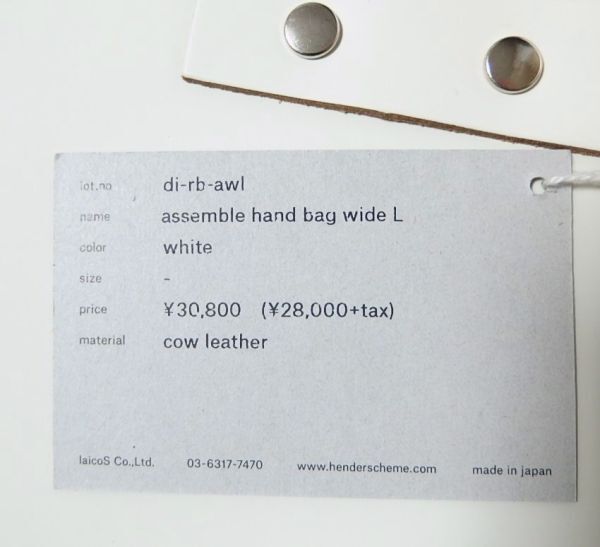 lot.no di-rb-awl
name assemble hand bag wide L
color white
size -
price ¥30,800 (¥28,000+tax)
material cow leather
laicoS Co.,Ltd. 03-6317-7470 www.henderscheme.com made in japan